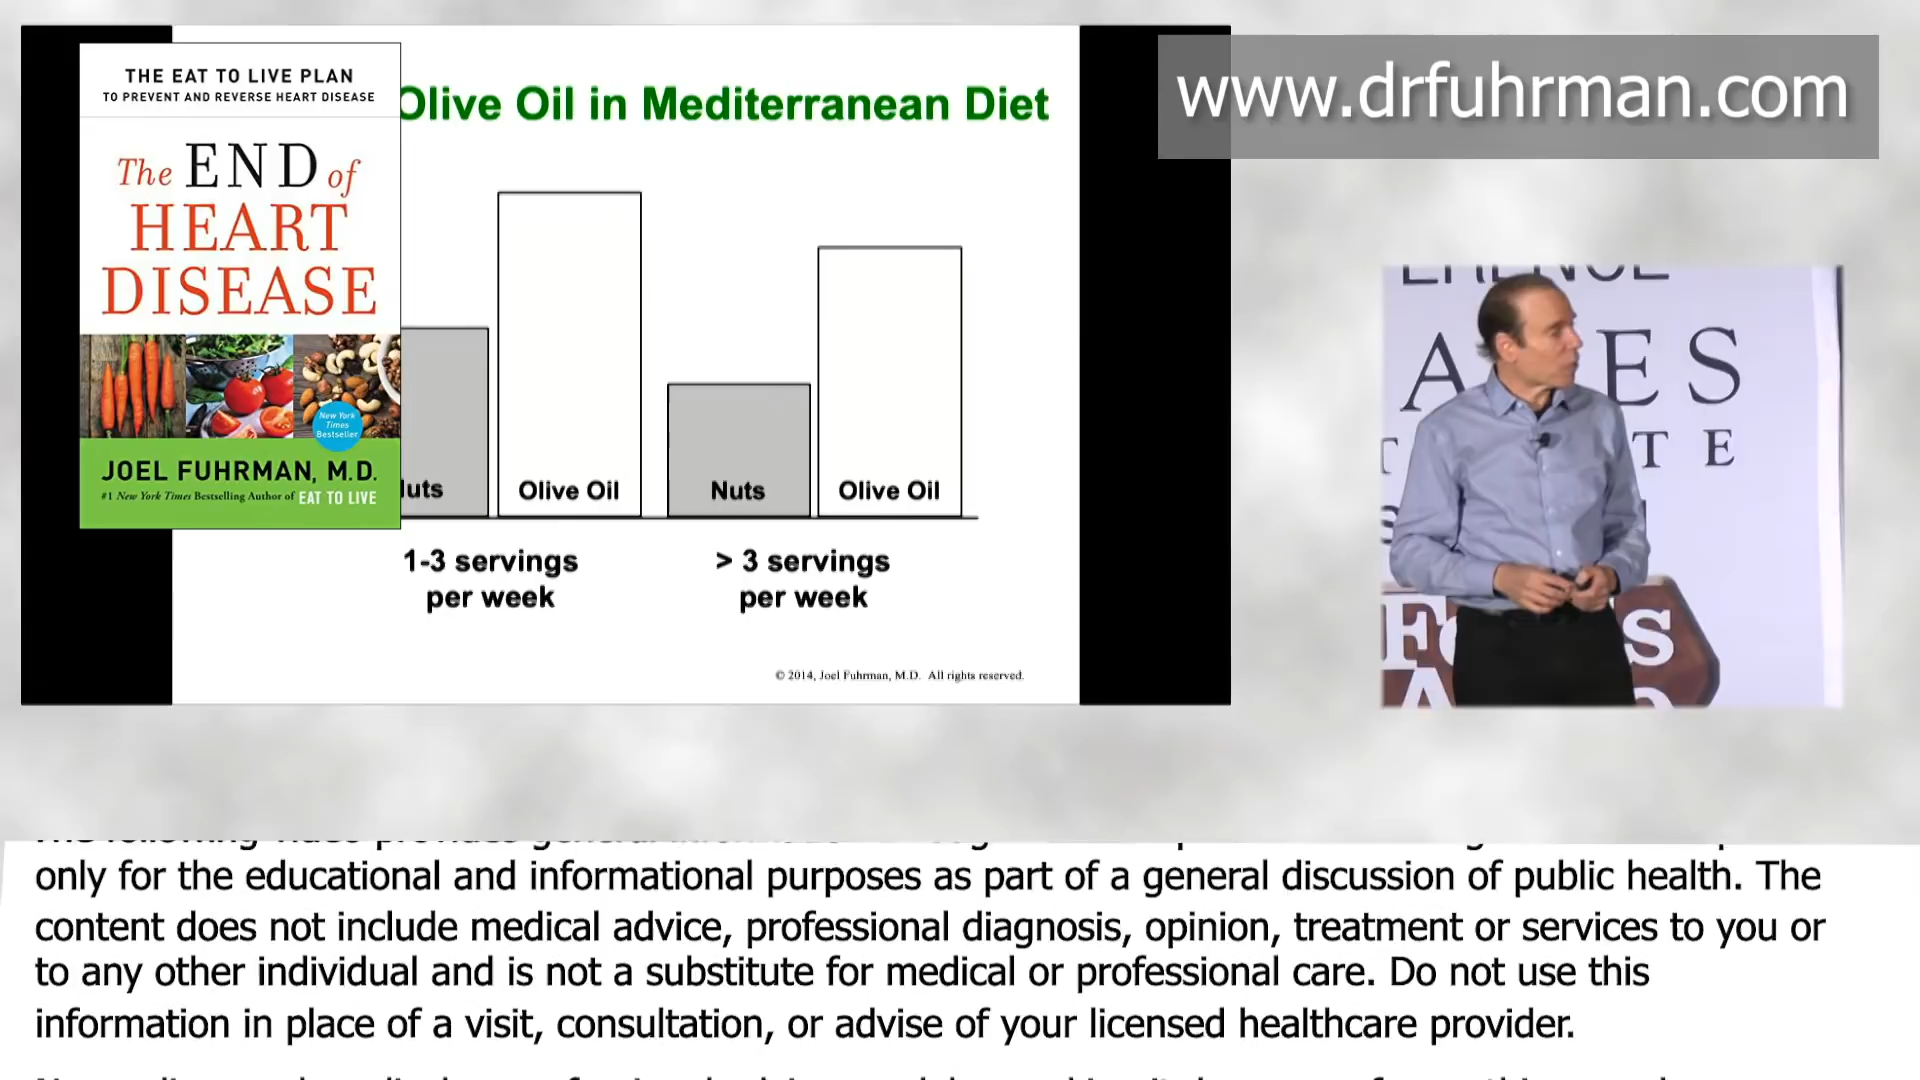 THE EAT TO LIVE PLAN
TO PREVENT AND REVERSE HEART DISEASE
The END of
HEART
DISEASE
New York
Times
Bestseller
JOEL FUHRMAN, M.D.
#1 New York Times Bestselling Author of EAT TO LIVE
Olive Oil in Mediterranean Diet
uts
Olive Oil
Nuts
Olive Oil
1-3 servings
per week
> 3 servings
per week
© 2014, Joel Fuhrman, M.D. All rights reserved.
www.drfuhrman.com
only for the educational and informational purposes as part of a general discussion of public health. The
content does not include medical advice, professional diagnosis, opinion, treatment or services to you or
to any other individual and is not a substitute for medical or professional care. Do not use this
information in place of a visit, consultation, or advise of your licensed healthcare provider.